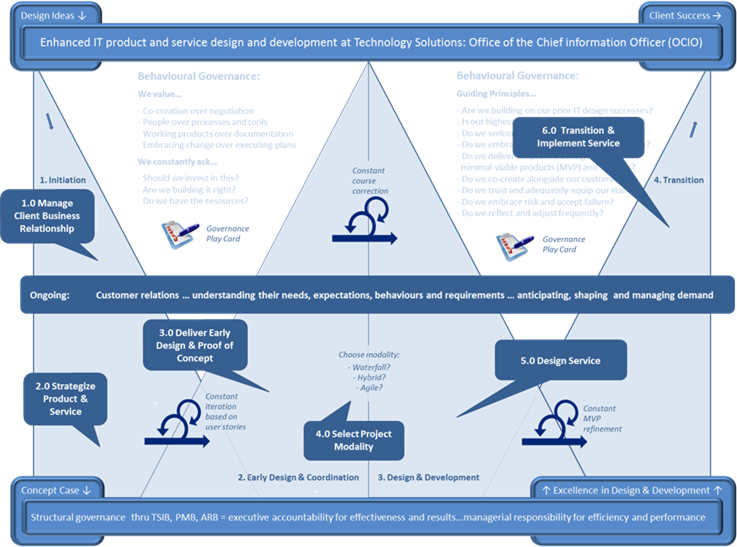 Design Ideas ↓
Client Success →
Enhanced IT product and service design and development at Technology Solutions: Office of the Chief information Officer (OCIO)
Behavioural Governance:
We value...
- Co-creation over negotiation
- People over processes and tools
- Working products over documentation
- Embracing change over executing plans
We constantly ask...
- Should we invest in this?
- Are we building it right?
- Do we have the resources?
Governance
Play Card
Behavioural Governance:
Guiding Principles...
- Are we building on our prior IT design successes?
- Is our highes
- Do we welco
- Do we embra
- Do we deliver
minimal viable products (MVP) and
- Do we co-create alongside our custom
- Do we trust and adequately equip our sta
- Do we embrace risk and accept failure?
- Do we reflect and adjust frequently?
Governance
Play Card
6.0 Transition &
Implement Service
1. Initiation
4. Transition
1.0 Manage
Client Business
Relationship
Constant
course
correction
Ongoing: Customer relations ... understanding their needs, expectations, behaviours and requirements ... anticipating, shaping and managing demand
3.0 Deliver Early
Design & Proof of
Concept
Choose modality:
- Waterfall?
- Hybrid?
- Agile?
5.0 Design Service
2.0 Strategize
Product &
Service
Constant
iteration
based on
user stories
4.0 Select Project
Modality
Constant
MVP
refinement
2. Early Design & Coordination
3. Design & Development
Concept Case ↓
↑ Excellence in Design & Development ↑
Structural governance thru TSIB, PMB, ARB = executive accountability for effectiveness and results...managerial responsibility for efficiency and performance